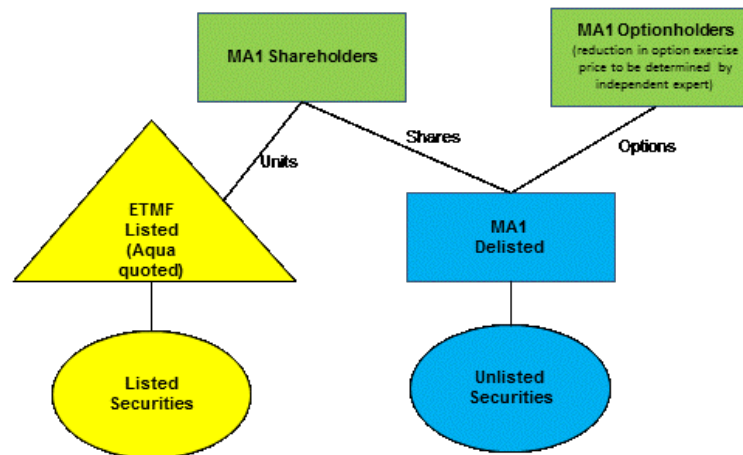 MA1 Shareholders
MA1 Optionholders
(reduction in option exercise
price to be determined by
independent expert)
Units
Shares
Options
ETMF
Listed
(Aqua
quoted)
MA1
Delisted
Listed
Securities
Unlisted
Securities